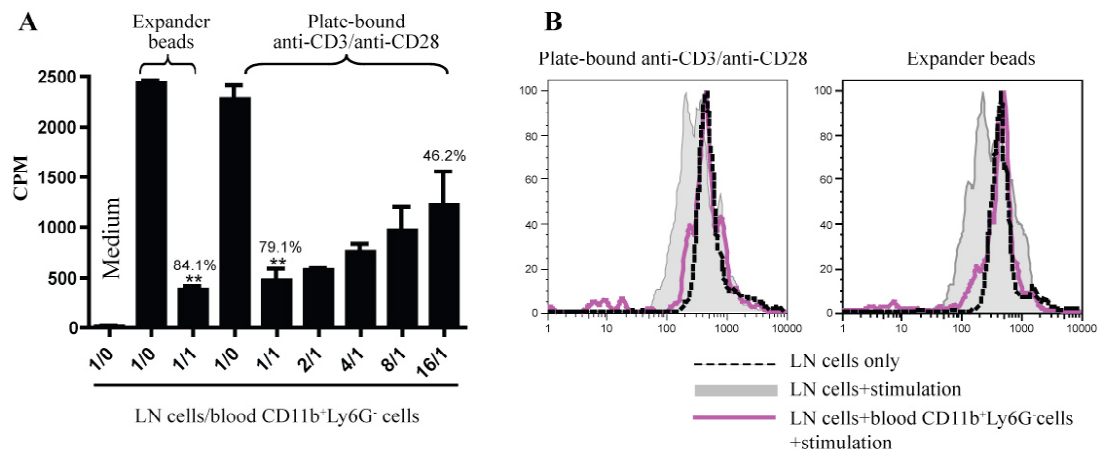 A
Expander
beads
Plate-bound
anti-CD3/anti-CD28
2500
2000
1500
1000
500
0
CPM
Medium
84.1%
**
79.1%
**
46.2%
1/0
1/0
1/1
1/0
1/1
2/1
4/1
8/1
16/1
LN cells/blood CD11b⁺Ly6G⁻ cells
B
Plate-bound anti-CD3/anti-CD28
100
80
60
40
20
0
1
10
100
1000
10000
Expander beads
100
80
60
40
20
0
1
10
100
1000
10000
LN cells only
LN cells+stimulation
LN cells+blood CD11b⁺Ly6G⁻cells
+stimulation